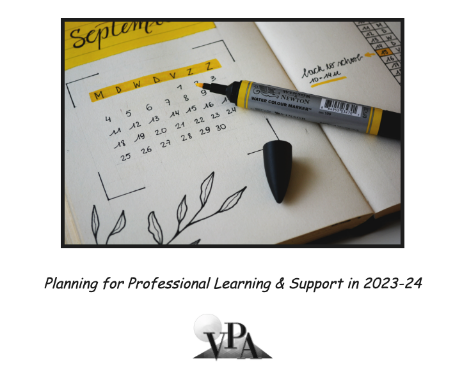 September
M D W D V Z Z
1 2 3
4 5 6 7 8 9
11 12 13 14 15 16
18 19 20 21 22 23 24
25 26 27 28 29 30
back to school
10-14u
NEWTON
WATER COLOUR MARKER
Planning for Professional Learning & Support in 2023-24
VPA